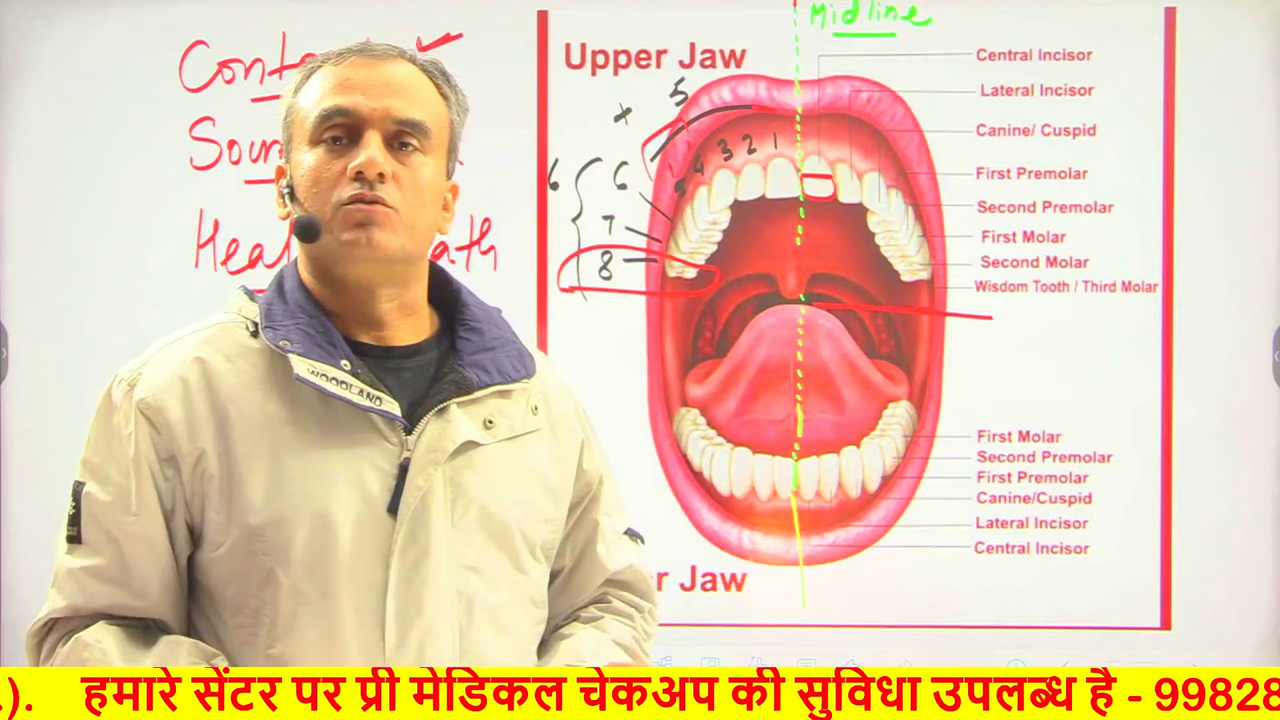 Midline
Upper Jaw
5
x
6
6
7
8
5
4
3
2
1
Central Incisor
Lateral Incisor
Canine/ Cuspid
First Premolar
Second Premolar
First Molar
Second Molar
Wisdom Tooth / Third Molar
First Molar
Second Premolar
First Premolar
Canine/Cuspid
Lateral Incisor
Central Incisor
Jaw
WOODLAND
.). हमारे सेंटर पर प्री मेडिकल चेकअप की सुविधा उपलब्ध है - 99828